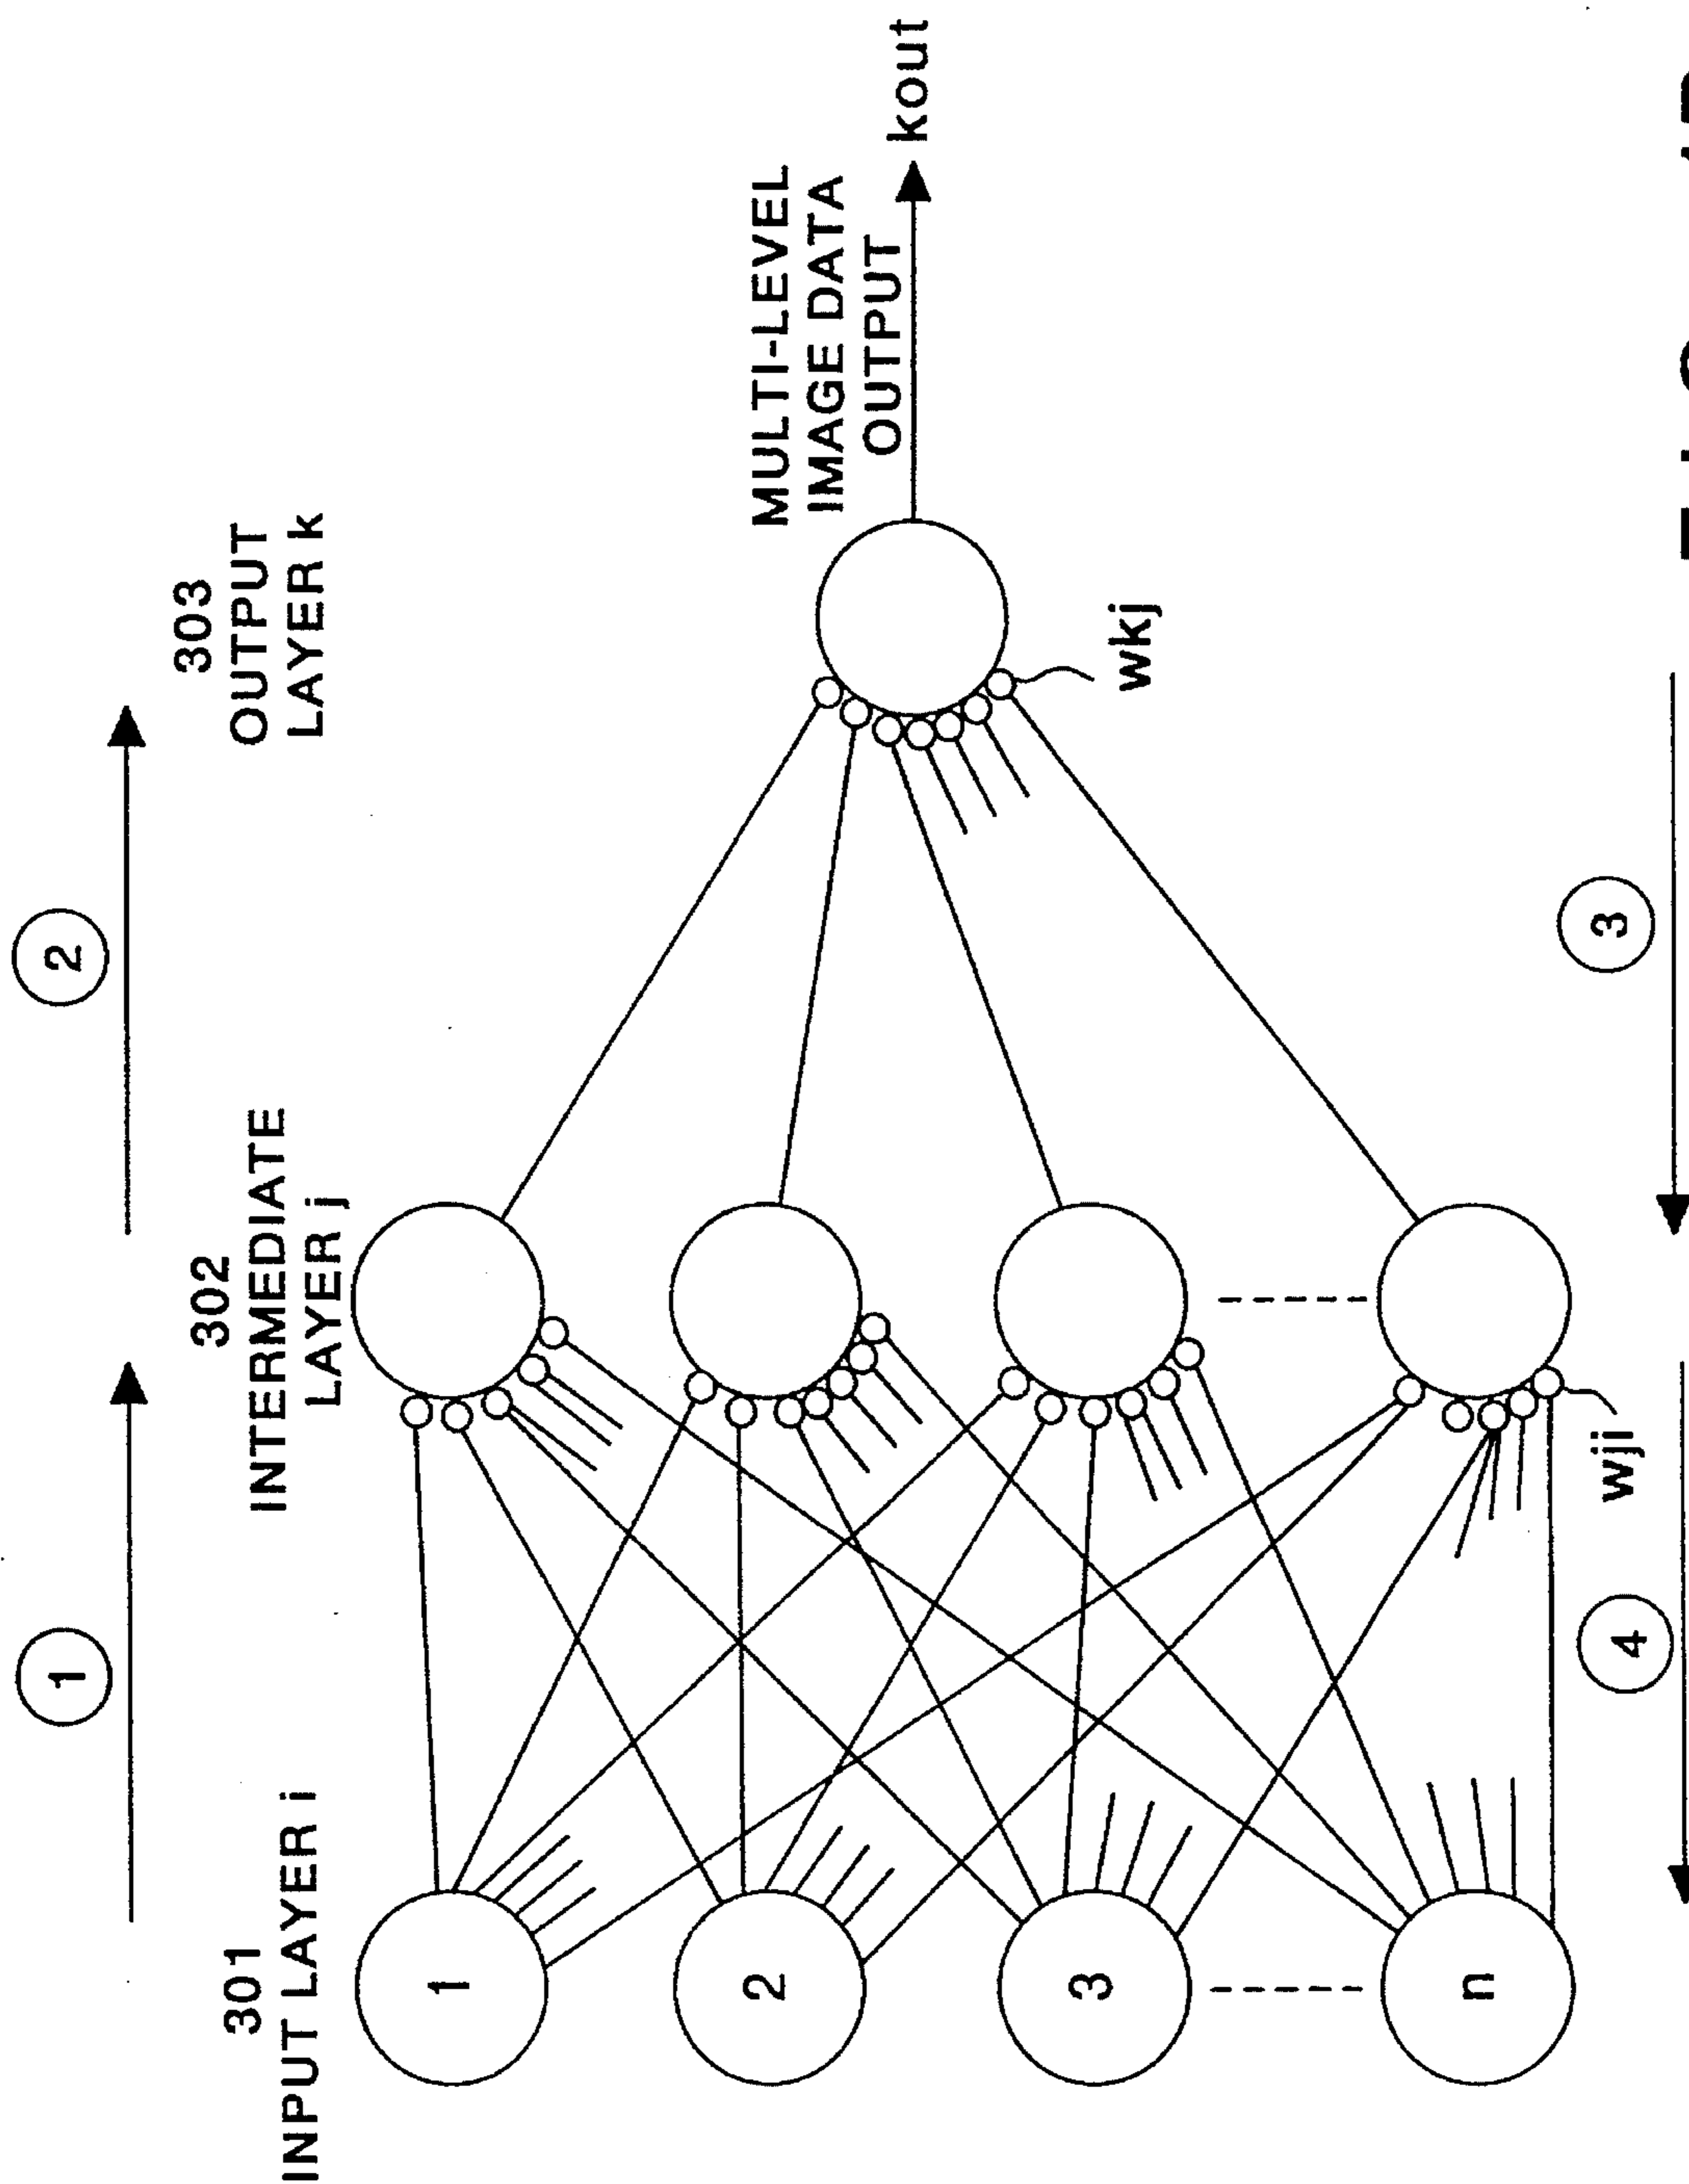 1
2
301
INPUT LAYER i
302
INTERMEDIATE
LAYER j
303
OUTPUT
LAYER k
1
2
3
n
MULTI-LEVEL
IMAGE DATA
OUTPUT
kout
wkj
wji
4
3